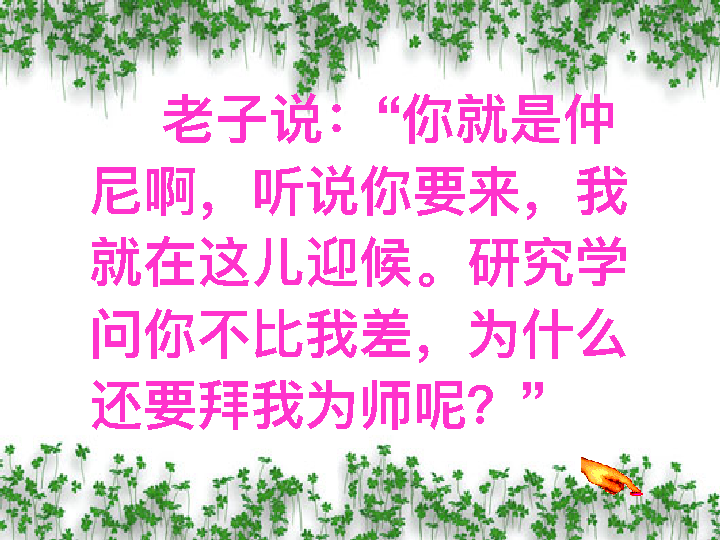 老子说：“你就是仲
尼啊，听说你要来，我
就在这儿迎候。研究学
问你不比我差，为什么
还要拜我为师呢？”